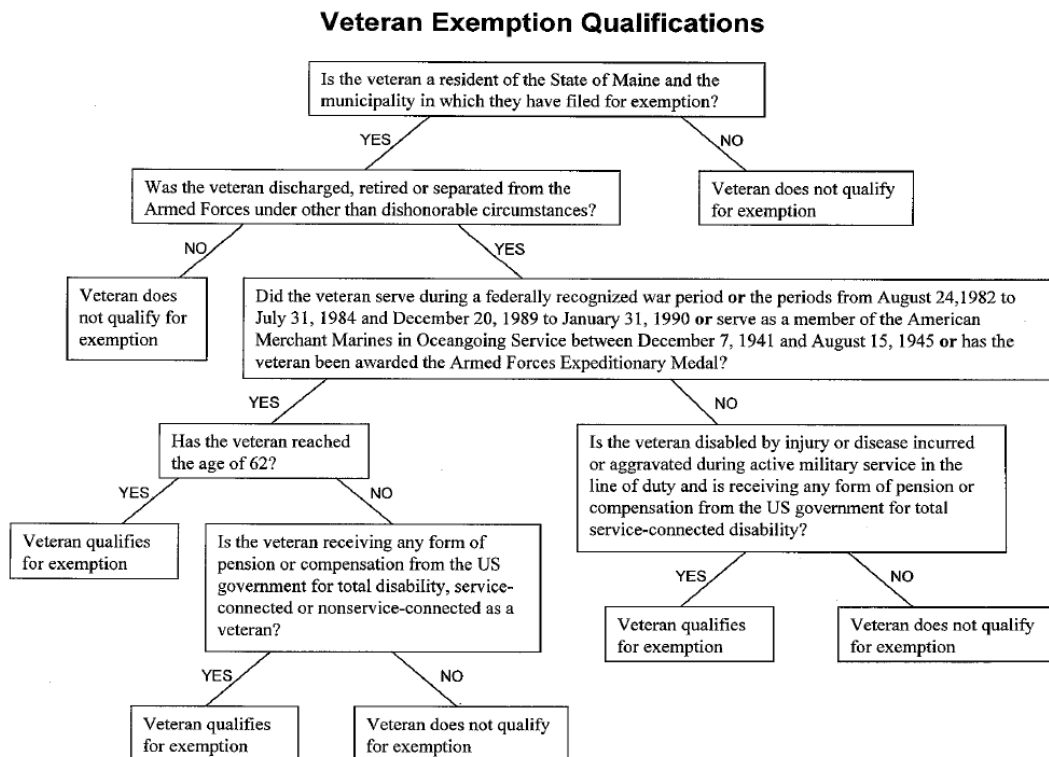 Veteran Exemption Qualifications
Is the veteran a resident of the State of Maine and the
municipality in which they have filed for exemption?
YES
NO
Was the veteran discharged, retired or separated from the
Armed Forces under other than dishonorable circumstances?
Veteran does not qualify
for exemption
NO
YES
Veteran does
not qualify for
exemption
Did the veteran serve during a federally recognized war period or the periods from August 24,1982 to
July 31, 1984 and December 20, 1989 to January 31, 1990 or serve as a member of the American
Merchant Marines in Oceangoing Service between December 7, 1941 and August 15, 1945 or has the
veteran been awarded the Armed Forces Expeditionary Medal?
YES
NO
Has the veteran reached
the age of 62?
Is the veteran disabled by injury or disease incurred
or aggravated during active military service in the
line of duty and is receiving any form of pension or
compensation from the US government for total
service-connected disability?
YES
NO
Veteran qualifies
for exemption
Is the veteran receiving any form of
pension or compensation from the US
government for total disability, service-
connected or nonservice-connected as a
veteran?
YES
NO
Veteran qualifies
for exemption
Veteran does not qualify
for exemption
YES
NO
Veteran qualifies
for exemption
Veteran does not qualify
for exemption